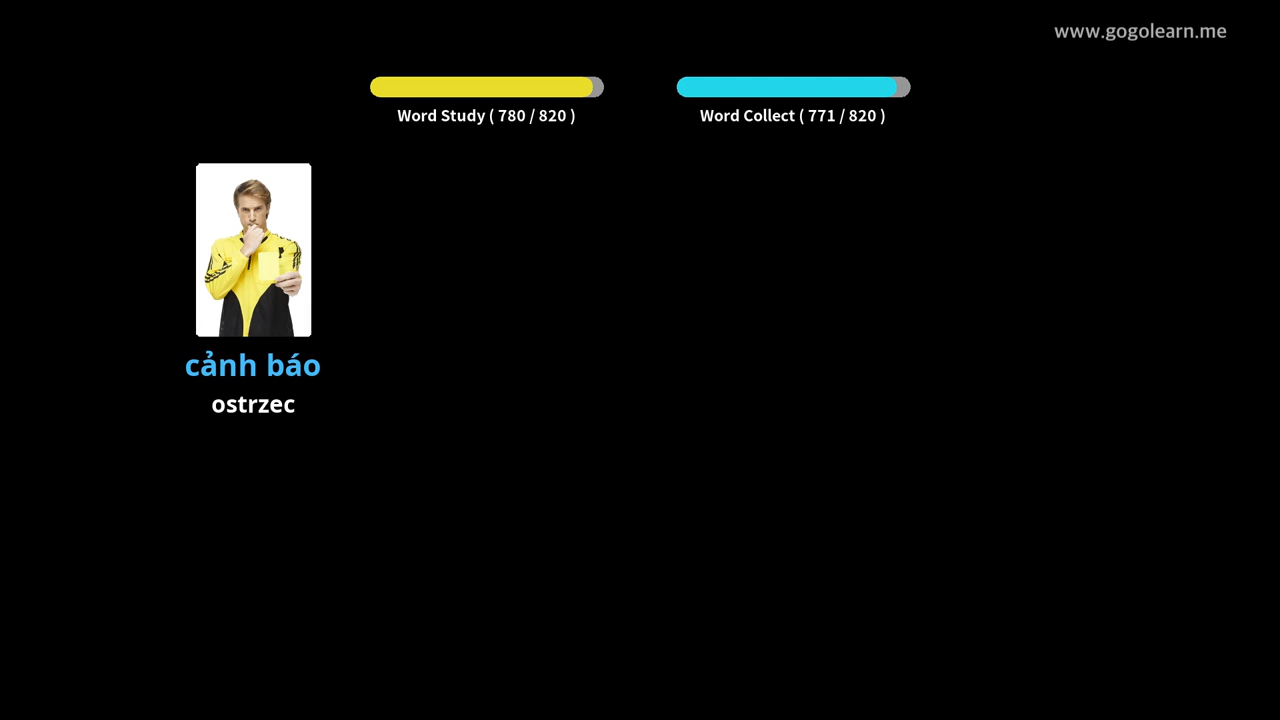 www.gogolearn.me
Word Study ( 780 / 820 )
Word Collect ( 771 / 820 )
cảnh báo
ostrzec